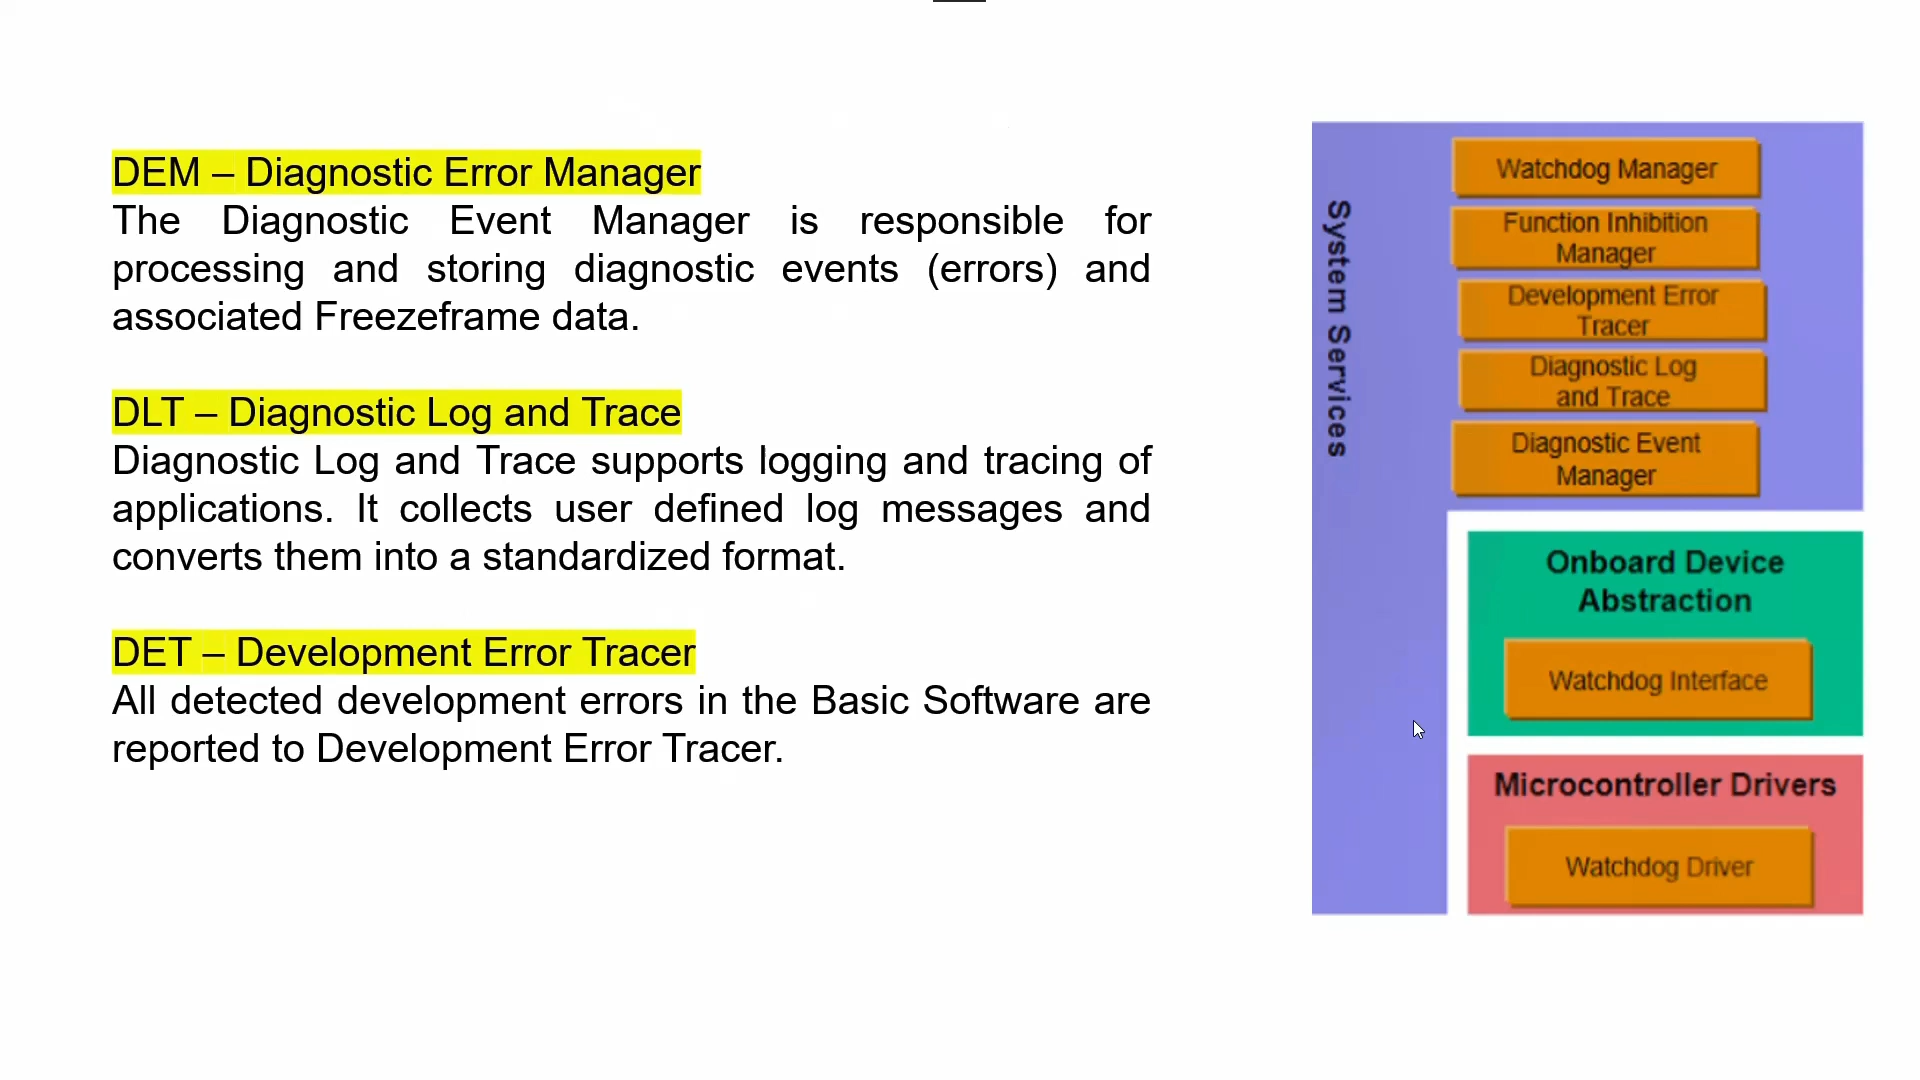 DEM – Diagnostic Error Manager
The Diagnostic Event Manager is responsible for
processing and storing diagnostic events (errors) and
associated Freezeframe data.
DLT – Diagnostic Log and Trace
Diagnostic Log and Trace supports logging and tracing of
applications. It collects user defined log messages and
converts them into a standardized format.
DET – Development Error Tracer
All detected development errors in the Basic Software are
reported to Development Error Tracer.
System Services
Watchdog Manager
Function Inhibition
Manager
Development Error
Tracer
Diagnostic Log
and Trace
Diagnostic Event
Manager
Onboard Device
Abstraction
Watchdog Interface
Microcontroller Drivers
Watchdog Driver